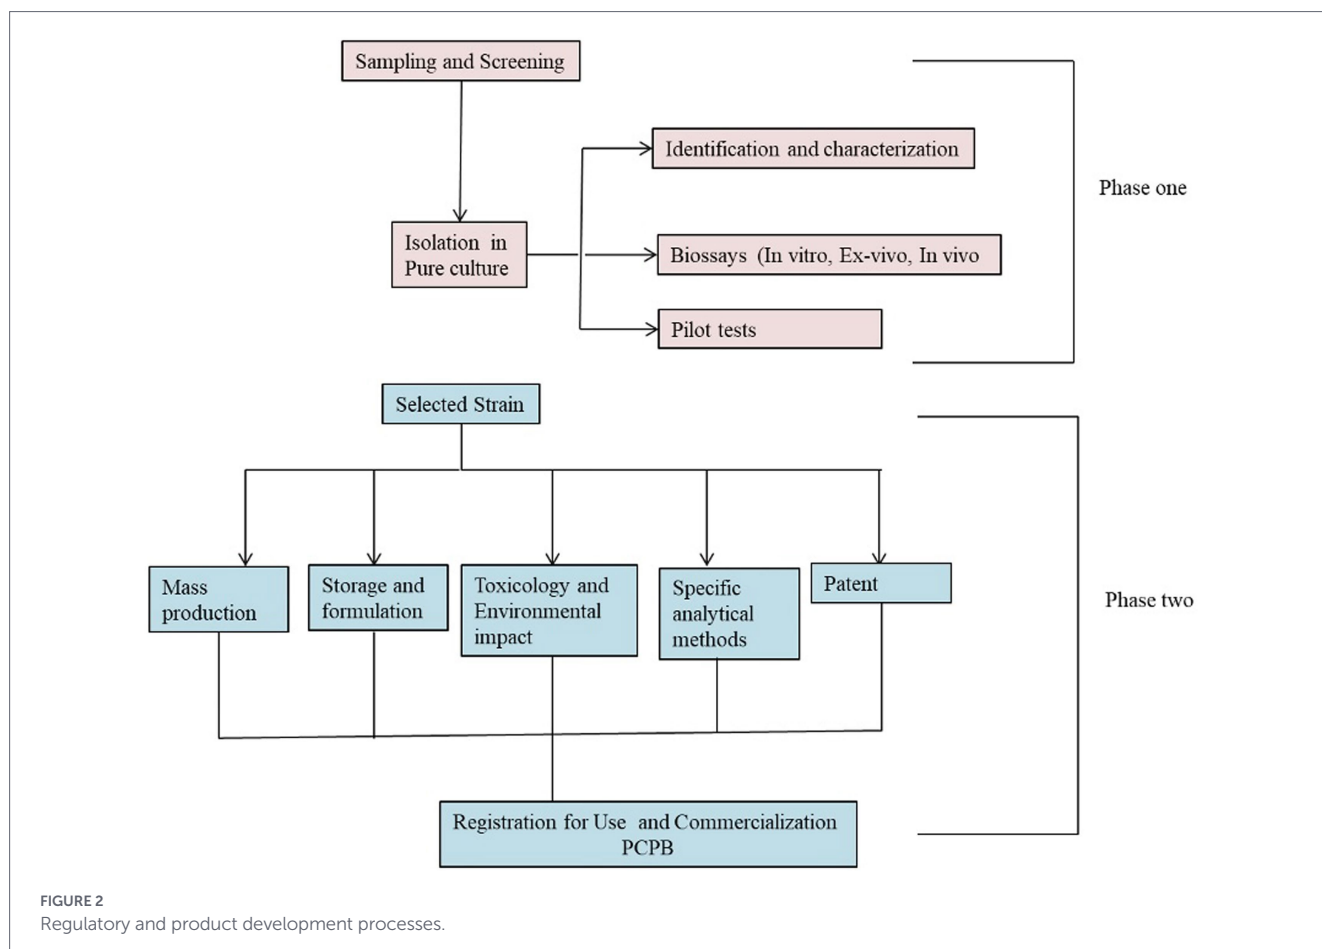 Sampling and Screening
Identification and characterization
Phase one
Isolation in
Pure culture
Biossays (In vitro, Ex-vivo, In vivo
Pilot tests
Selected Strain
Mass
production
Storage and
formulation
Toxicology and
Environmental
impact
Specific
analytical
methods
Patent
Phase two
Registration for Use and Commercialization
PCPB
FIGURE 2
Regulatory and product development processes.